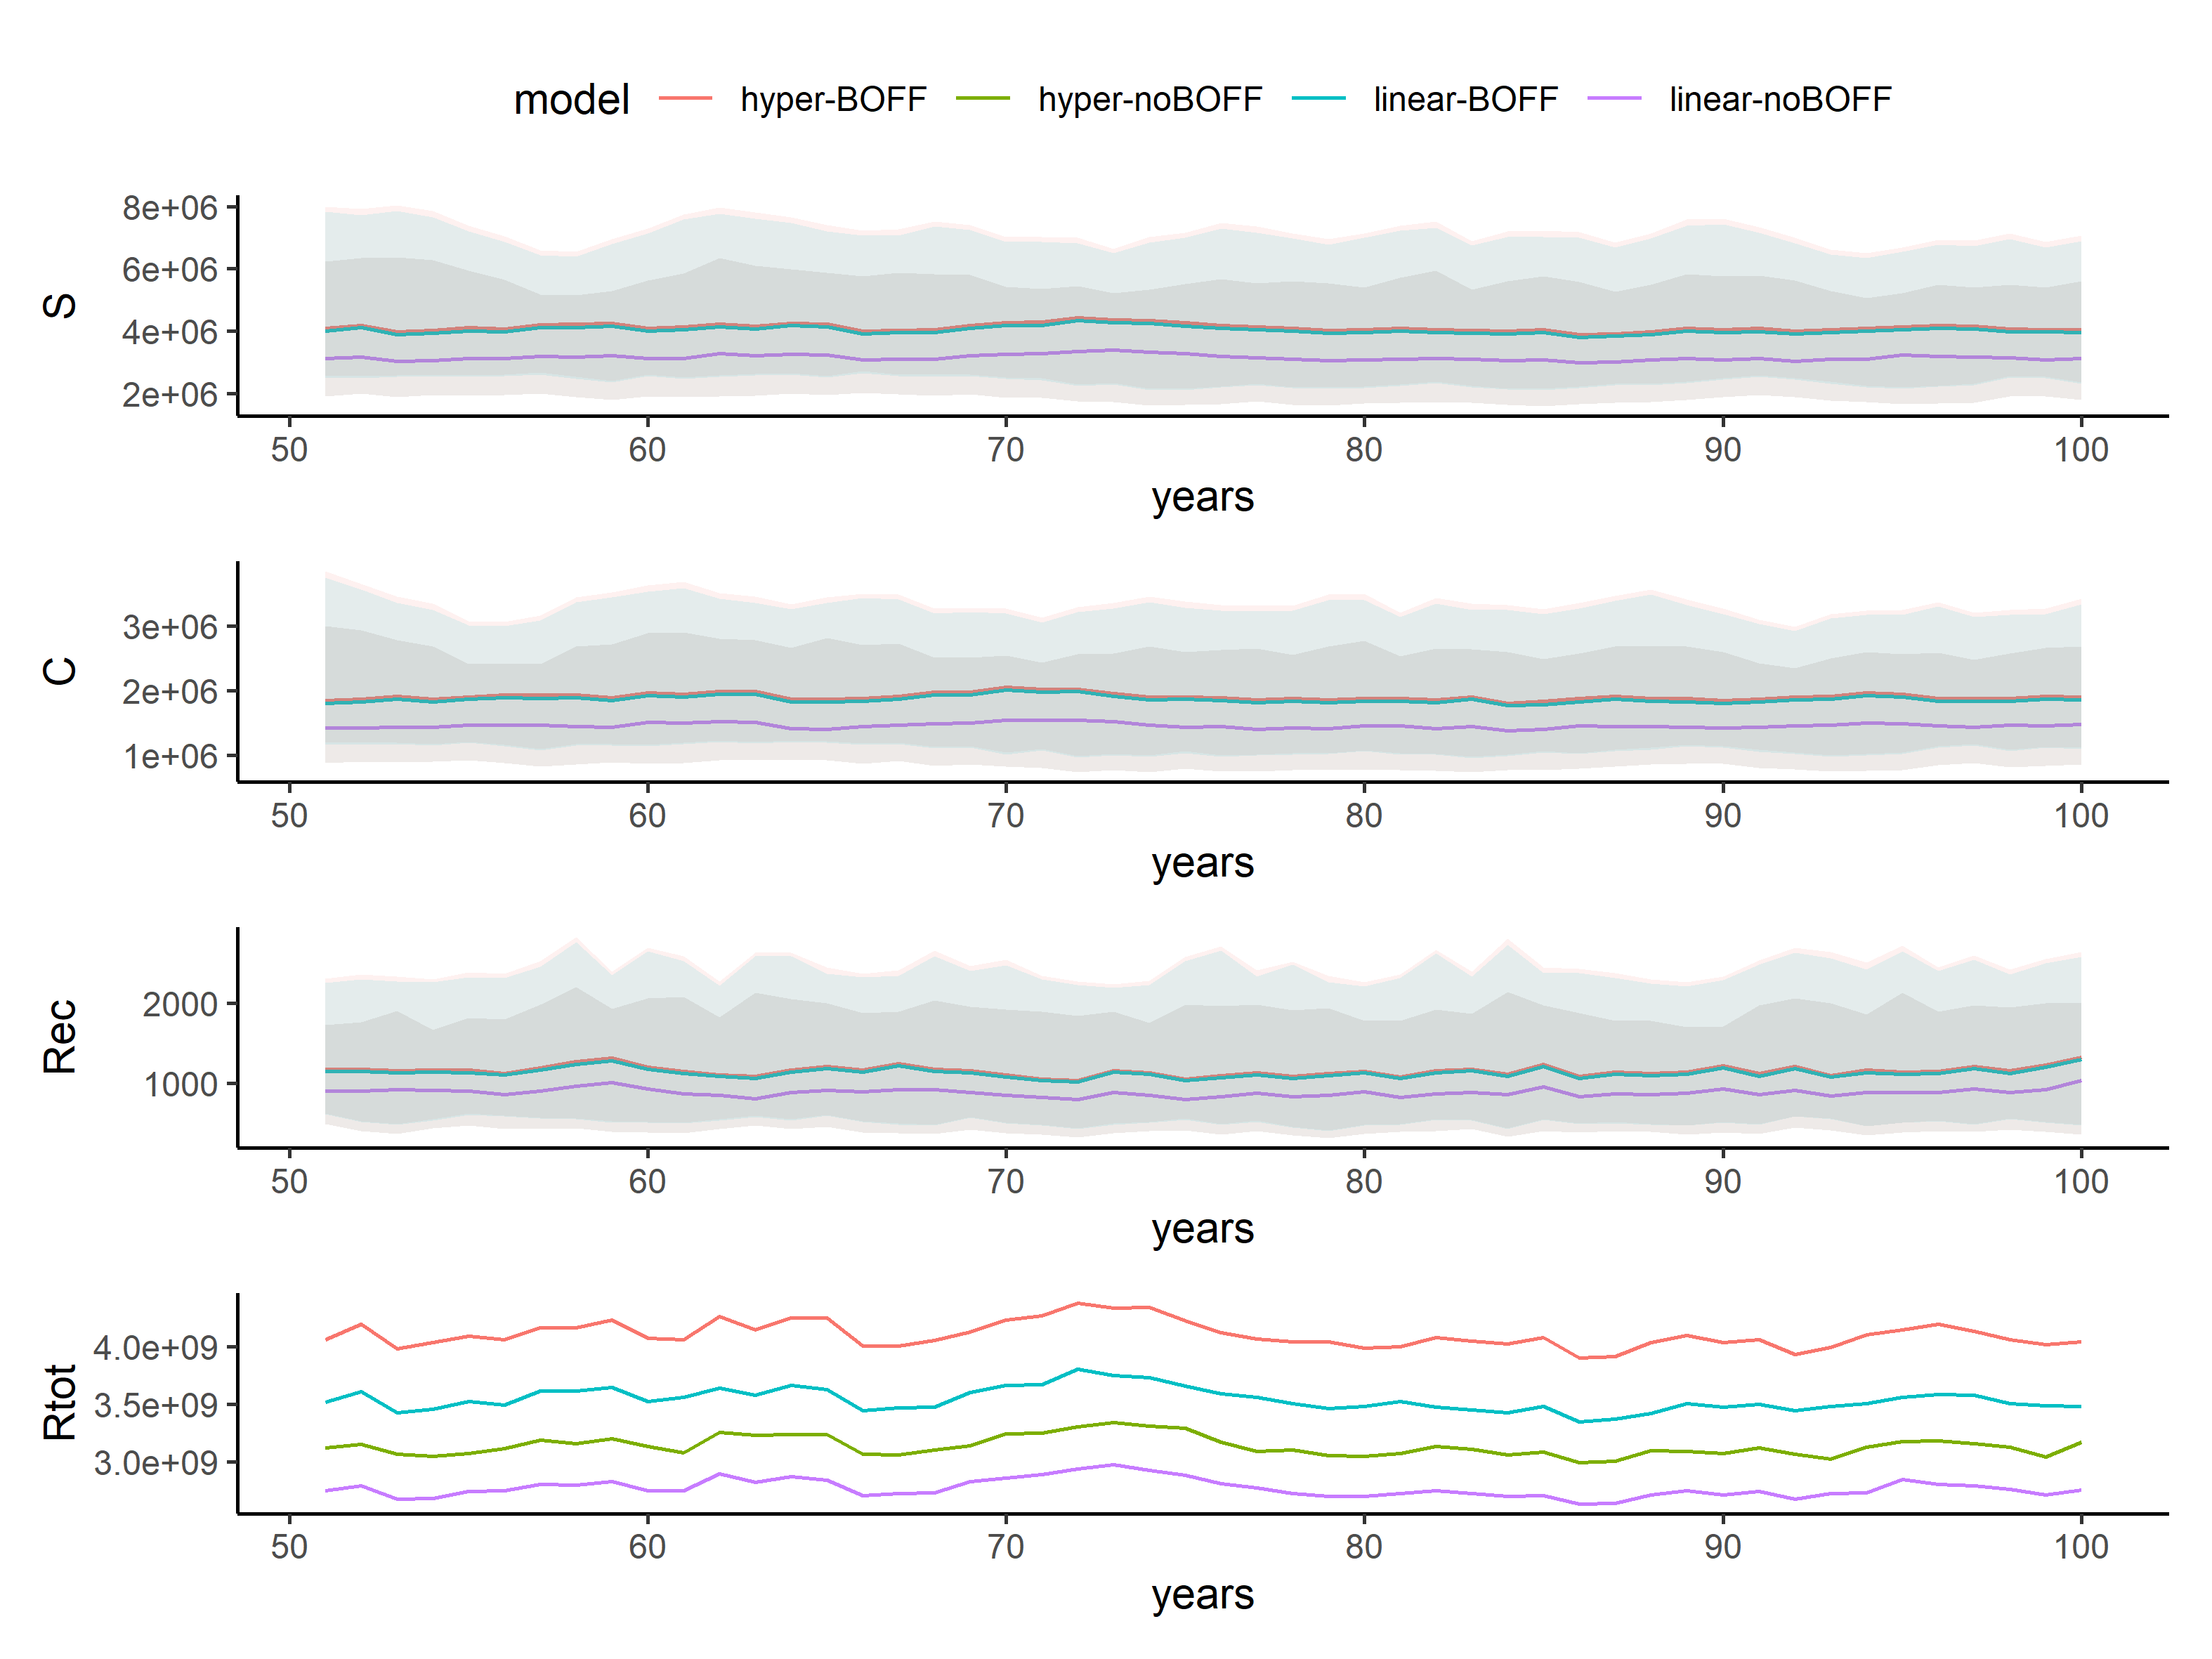 model hyper-BOFF hyper-noBOFF linear-BOFF linear-noBOFF
S
8e+06
6e+06
4e+06
2e+06
50 60 70 80 90 100
years
C
3e+06
2e+06
1e+06
50 60 70 80 90 100
years
Rec
2000
1000
50 60 70 80 90 100
years
Rtot
4.0e+09
3.5e+09
3.0e+09
50 60 70 80 90 100
years